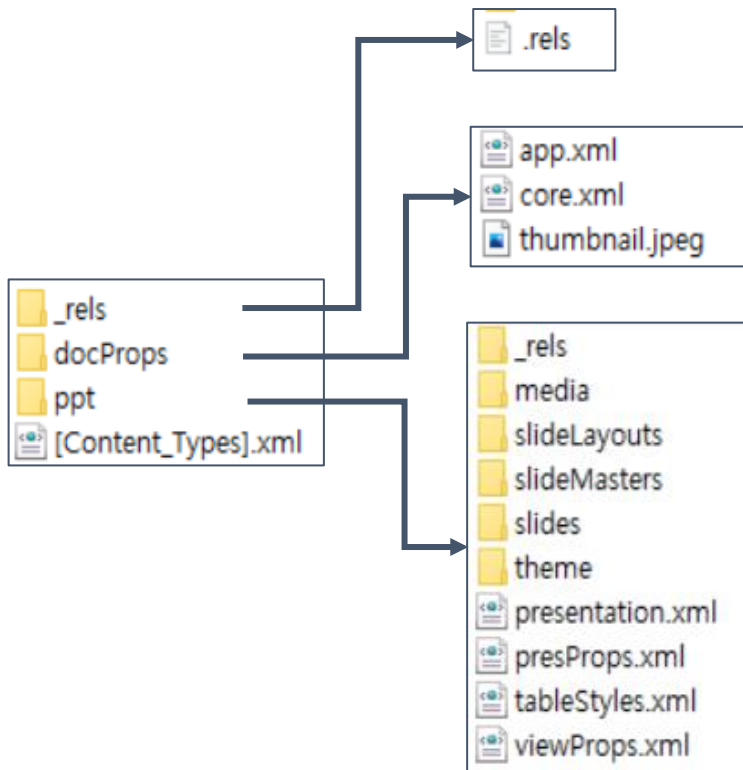 .rels
app.xml
core.xml
thumbnail.jpeg
_rels
docProps
ppt
[Content_Types].xml
_rels
media
slideLayouts
slideMasters
slides
theme
presentation.xml
presProps.xml
tableStyles.xml
viewProps.xml